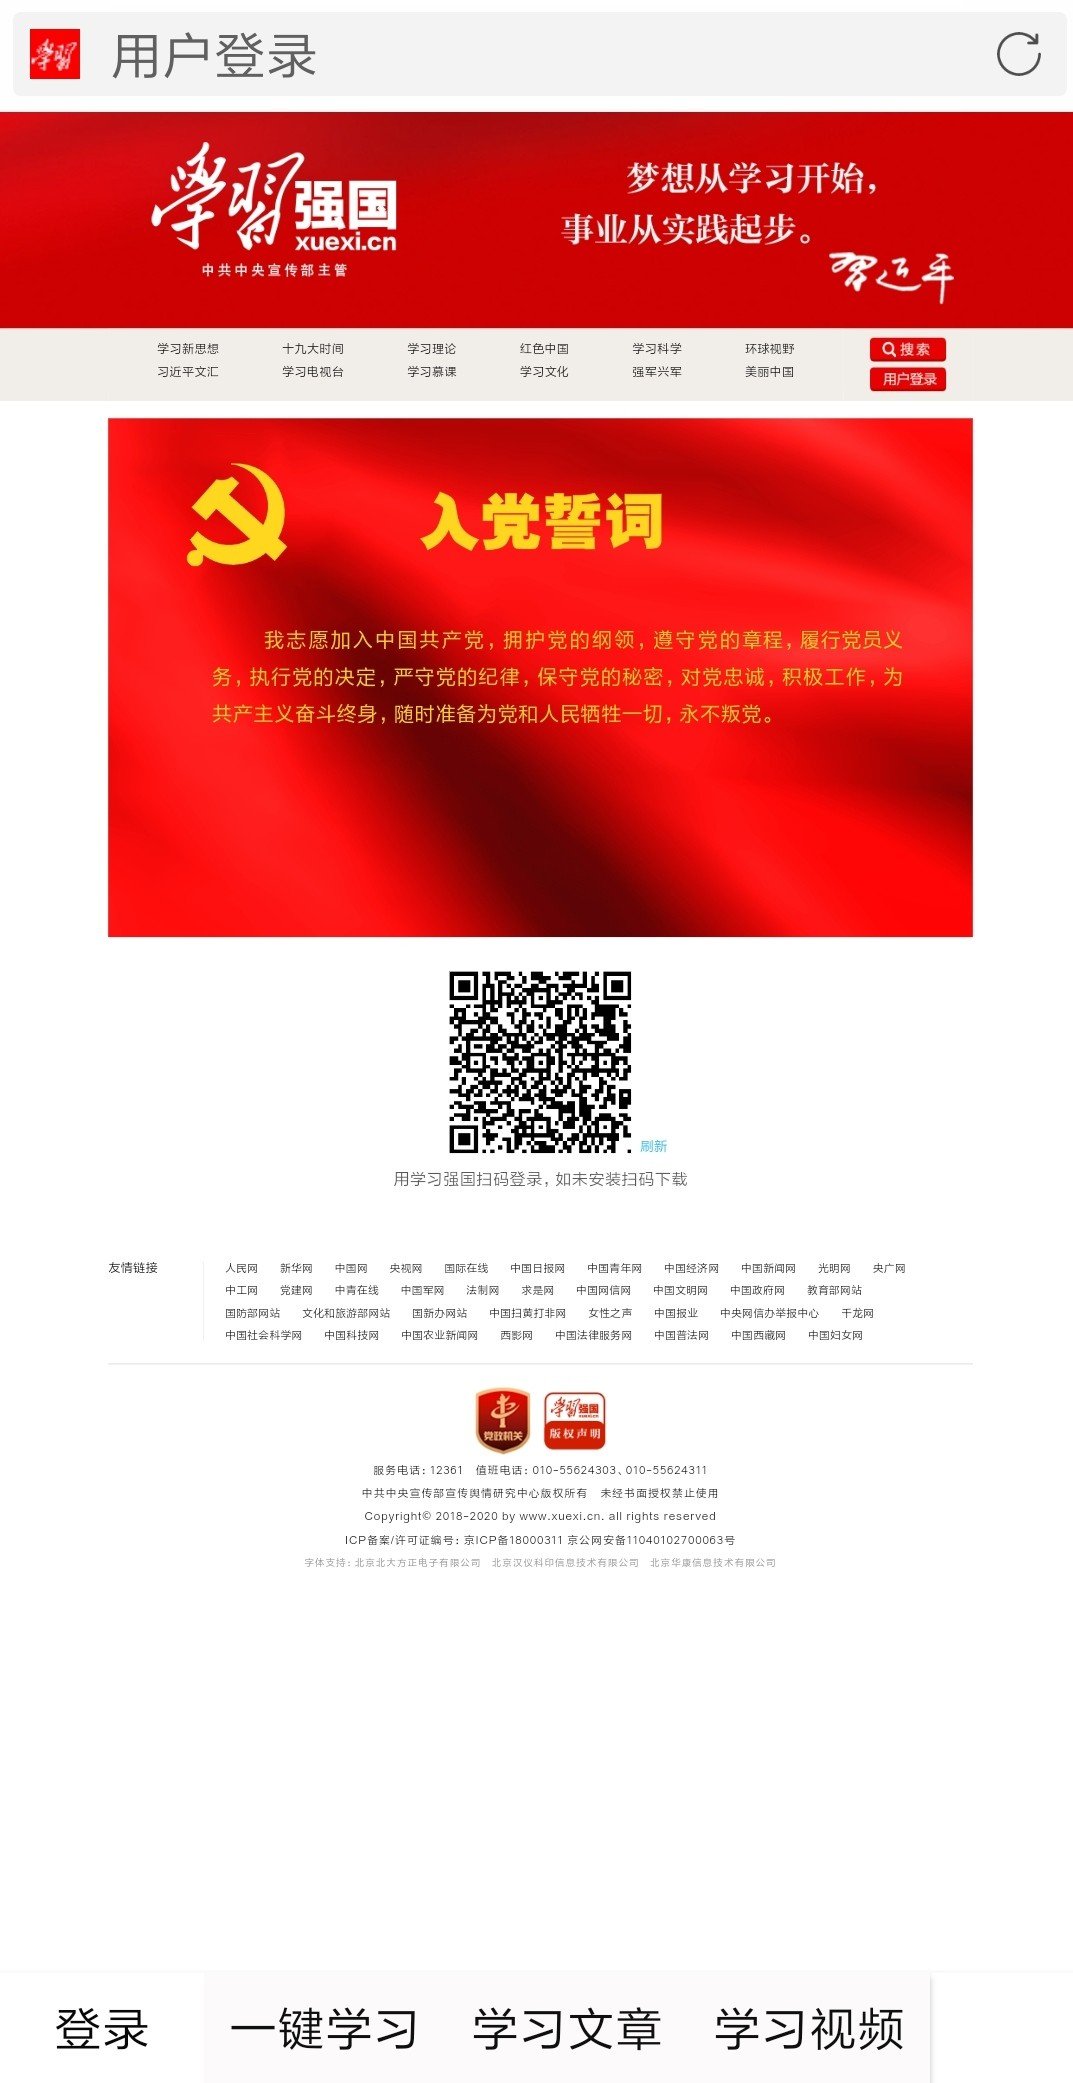 学習 用户登录
学習强国
xuexi.cn
中共中央宣传部主管
梦想从学习开始，
事业从实践起步。
习近平
学习新思想 十九大时间 学习理论 红色中国 学习科学 环球视野 搜索
习近平文汇 学习电视台 学习慕课 学习文化 强军兴军 美丽中国 用户登录
入党誓词
我志愿加入中国共产党，拥护党的纲领，遵守党的章程，履行党员义
务，执行党的决定，严守党的纪律，保守党的秘密，对党忠诚，积极工作，为
共产主义奋斗终身，随时准备为党和人民牺牲一切，永不叛党。
刷新
用学习强国扫码登录，如未安装扫码下载
友情链接 人民网 新华网 中国网 央视网 国际在线 中国日报网 中国青年网 中国经济网 中国新闻网 光明网 央广网
中工网 党建网 中青在线 中国军网 法制网 求是网 中国网信网 中国文明网 中国政府网 教育部网站
国防部网站 文化和旅游部网站 国新办网站 中国扫黄打非网 女性之声 中国报业 中央网信办举报中心 千龙网
中国社会科学网 中国科技网 中国农业新闻网 西影网 中国法律服务网 中国普法网 中国西藏网 中国妇女网
党政机关
学習强国
版权声明
服务电话：12361 值班电话：010-55624303、010-55624311
中共中央宣传部宣传舆情研究中心版权所有 未经书面授权禁止使用
Copyright© 2018-2020 by www.xuexi.cn. all rights reserved
ICP备案/许可证编号：京ICP备18000311 京公网安备11040102700063号
字体支持：北京北大方正电子有限公司 北京汉仪科印信息技术有限公司 北京华康信息技术有限公司
登录 一键学习 学习文章 学习视频